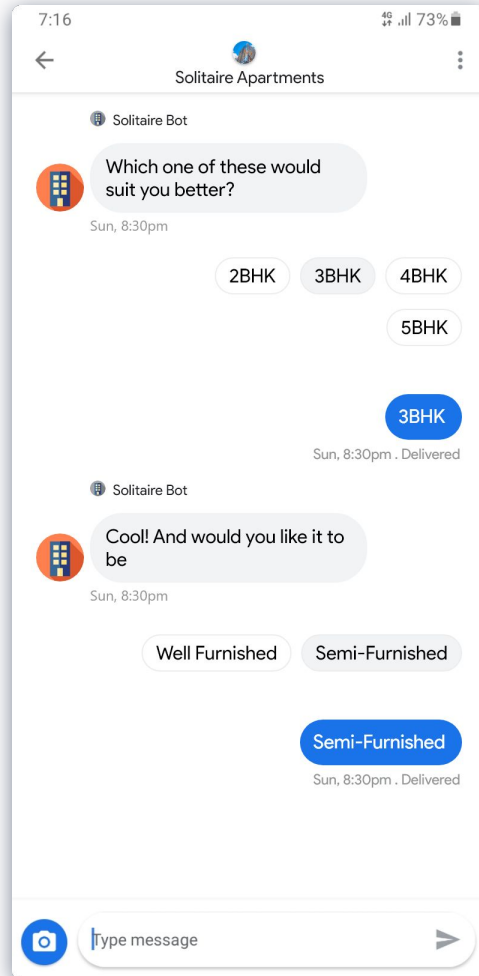 7:16 4G 73%
Solitaire Apartments
Solitaire Bot
Which one of these would
suit you better?
Sun, 8:30pm
2BHK 3BHK 4BHK
5BHK
3BHK
Sun, 8:30pm . Delivered
Solitaire Bot
Cool! And would you like it to
be
Sun, 8:30pm
Well Furnished Semi-Furnished
Semi-Furnished
Sun, 8:30pm . Delivered
Type message